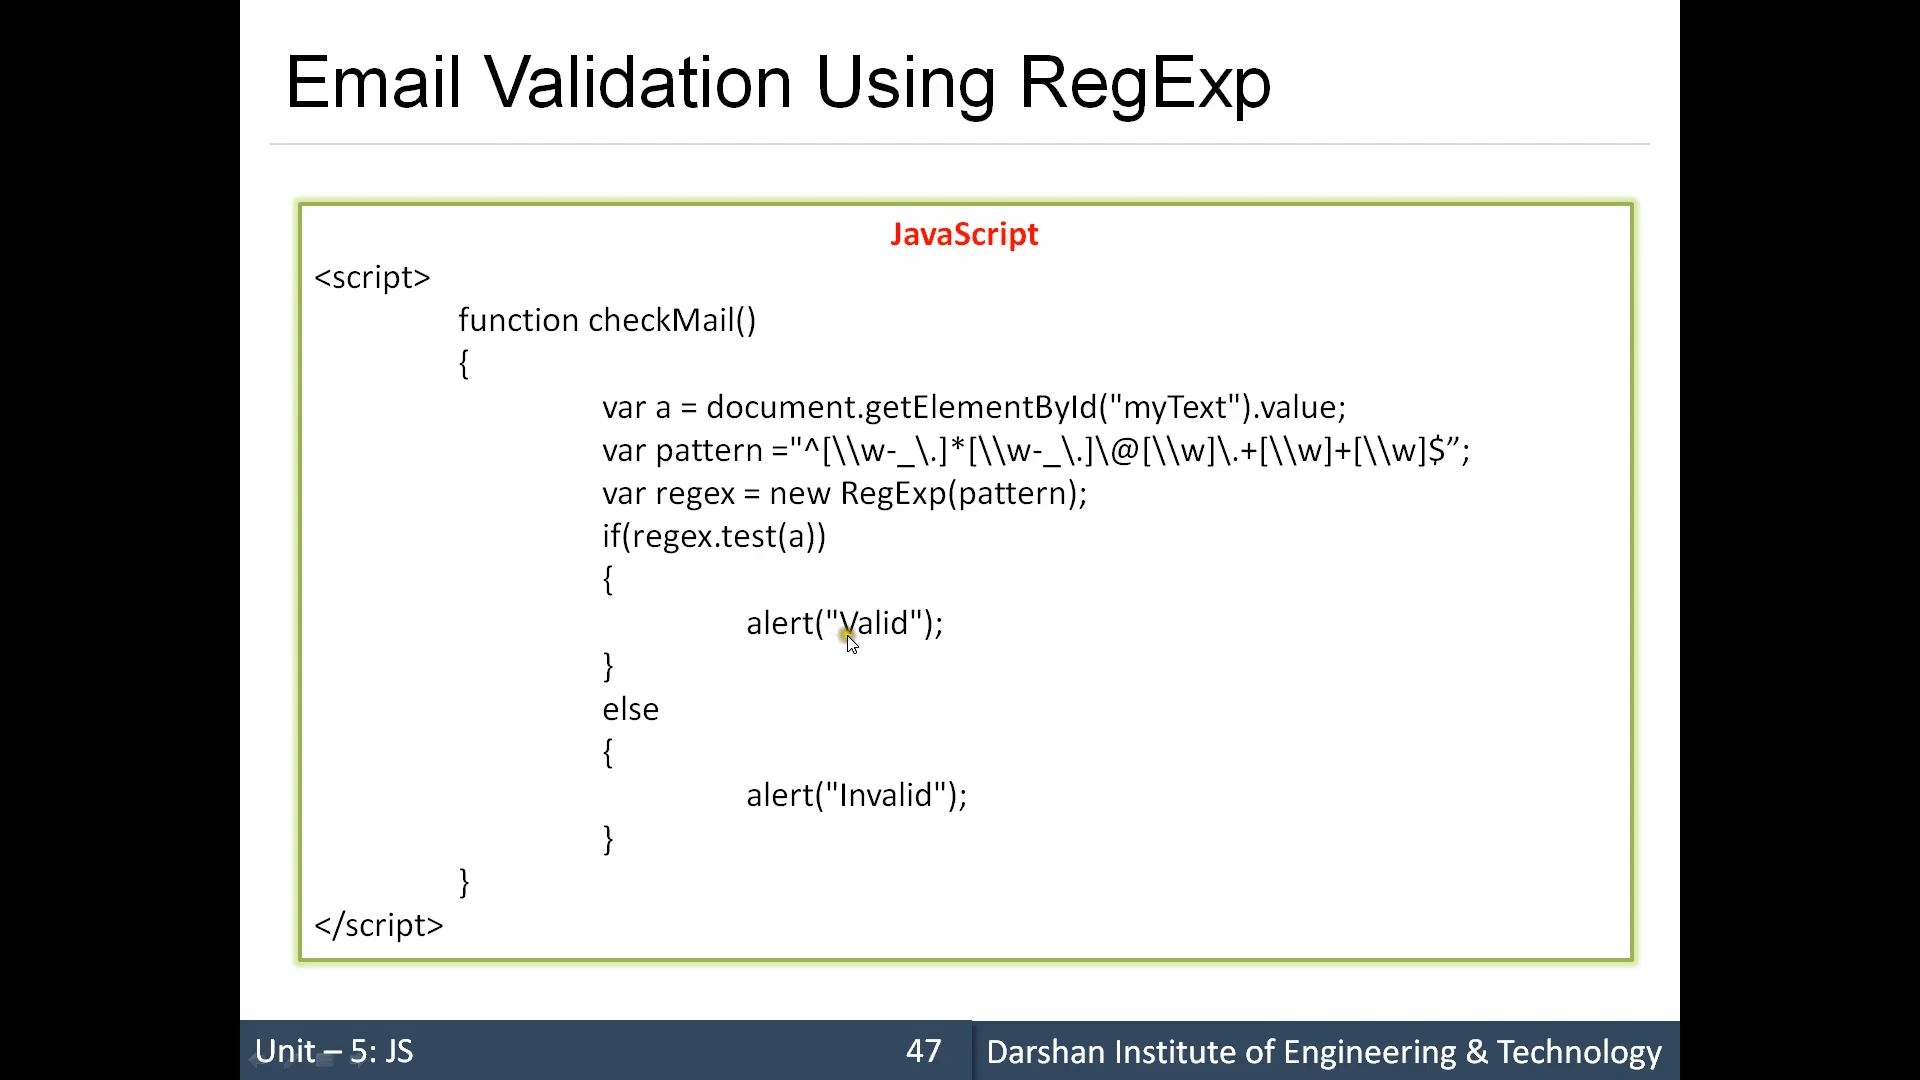 Email Validation Using RegExp
JavaScript
<script>
function checkMail()
{
var a = document.getElementById("myText").value;
var pattern ="^[\\w-_\.]*[\\w-_\.]\@[\\w]\.+[\\w]+[\\w]$”;
var regex = new RegExp(pattern);
if(regex.test(a))
{
alert("Valid");
}
else
{
alert("Invalid");
}
}
</script>
Unit – 5: JS
47
Darshan Institute of Engineering & Technology